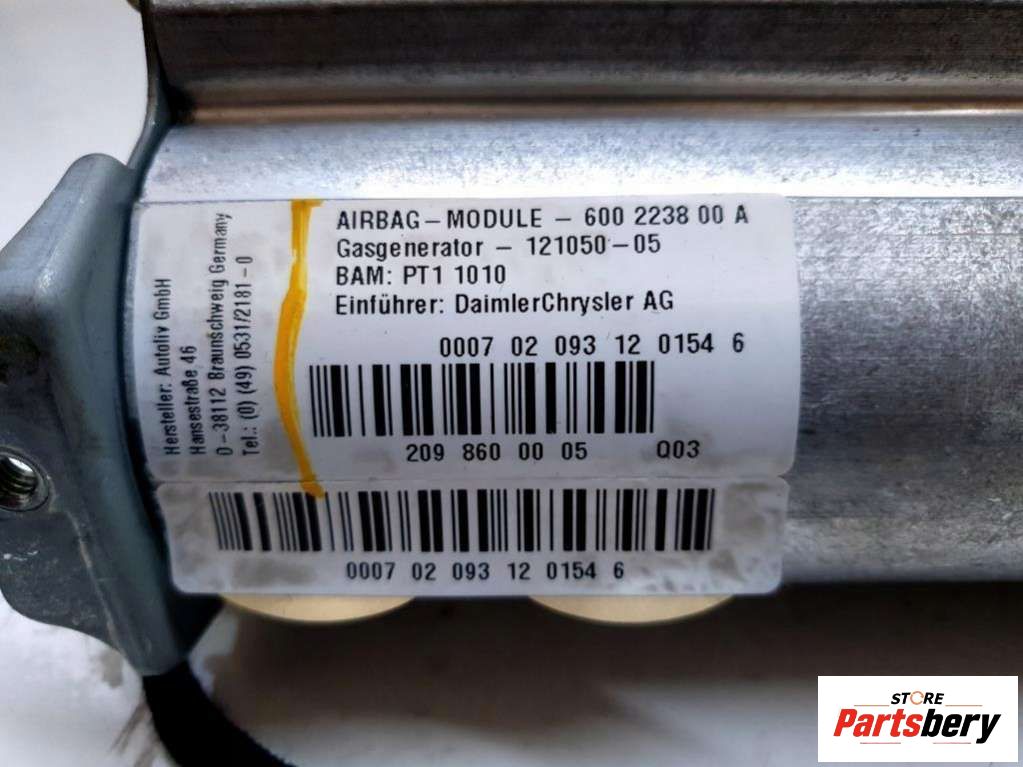 Hersteller: Autoliv GmbH
Hansestraße 46
D-38112 Braunschweig Germany
Tel.: (0) (49) 0531/2181-0
AIRBAG-MODULE - 600 2238 00 A
Gasgenerator - 121050-05
BAM: PT1 1010
Einführer: DaimlerChrysler AG
0007 02 093 12 0154 6
209 860 00 05 Q03
0007 02 093 12 0154 6
STORE
Partsbery